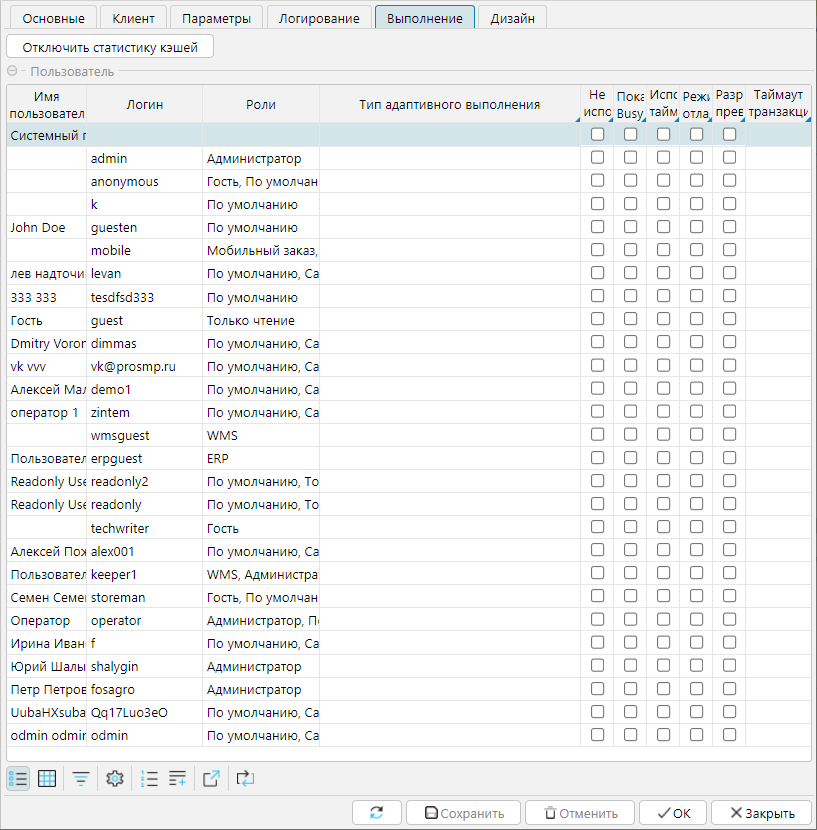 Основные Клиент Параметры Логирование Выполнение Дизайн
Отключить статистику кэшей
Пользователь
Имя пользовател Логин Роли Тип адаптивного выполнения Не испо Пока Busy Испо тайм Режи отла Разр прев Таймаут транзакци
Системный п
admin Администратор
anonymous Гость, По умолчан
k По умолчанию
John Doe guesten По умолчанию
mobile Мобильный заказ,
лев надточи levan По умолчанию, Са
333 333 tesdfsd333 По умолчанию
Гость guest Только чтение
Dmitry Voron dimmas По умолчанию, Са
vk vvv vk@prosmp.ru По умолчанию, Са
Алексей Мал demo1 По умолчанию, Са
оператор 1 zintem По умолчанию, Са
wmsguest WMS
Пользовател erpguest ERP
Readonly Use readonly2 По умолчанию, То
Readonly Use readonly По умолчанию, То
techwriter Гость
Алексей Пох alex001 По умолчанию, Са
Пользовател keeper1 WMS, Администра
Семен Семен storeman Гость, По умолчан
Оператор operator Администратор, По
Ирина Иван f По умолчанию, Са
Юрий Шалы shalygin Администратор
Петр Петров fosagro Администратор
UubaHXsuba Qq17Luo3eO По умолчанию, Са
odmin odmin odmin По умолчанию, Са
Сохранить Отменить OK Закрыть